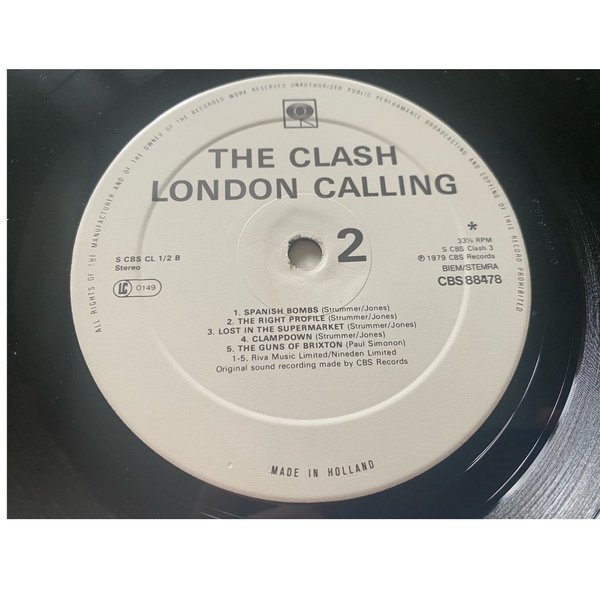 ALL RIGHTS OF THE MANUFACTURER AND OF THE OWNER OF THE RECORDED WORK RESERVED UNAUTHORIZED PUBLIC PERFORMANCE BROADCASTING AND COPYING OF THIS RECORD PROHIBITED
THE CLASH
LONDON CALLING
2
S CBS CL 1/2 B
Stereo
LC 0149
*
33⅓ RPM
S CBS Clash 3
℗ 1979 CBS Records
BIEM/STEMRA
CBS 88478
1. SPANISH BOMBS (Strummer/Jones)
2. THE RIGHT PROFILE (Strummer/Jones)
3. LOST IN THE SUPERMARKET (Strummer/Jones)
4. CLAMPDOWN (Strummer/Jones)
5. THE GUNS OF BRIXTON (Paul Simonon)
1-5, Riva Music Limited/Nineden Limited
Original sound recording made by CBS Records
MADE IN HOLLAND